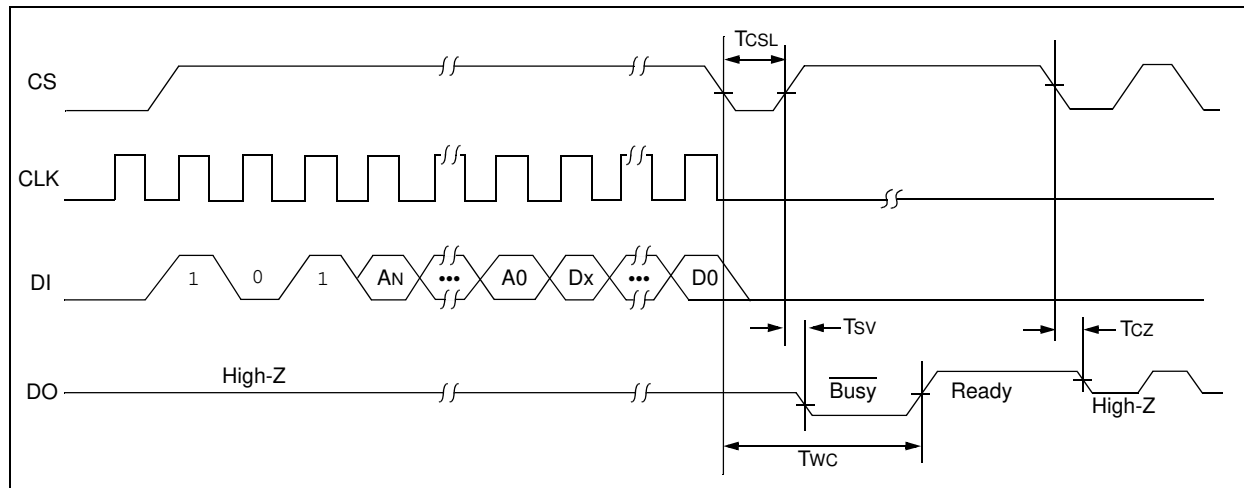 TCSL
CS
CLK
DI
1 0 1 AN ••• A0 Dx ••• D0
TSV
TCZ
DO
High-Z
Busy
Ready
High-Z
TWC